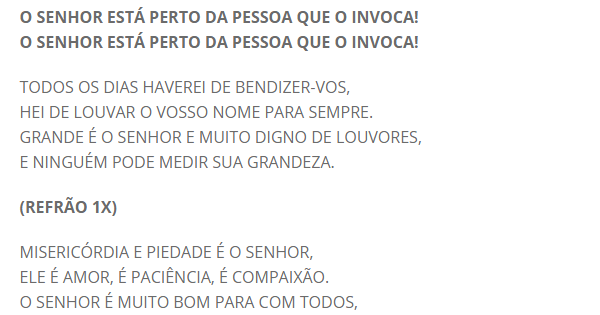 O SENHOR ESTÁ PERTO DA PESSOA QUE O INVOCA!
O SENHOR ESTÁ PERTO DA PESSOA QUE O INVOCA!
TODOS OS DIAS HAVEREI DE BENDIZER-VOS,
HEI DE LOUVAR O VOSSO NOME PARA SEMPRE.
GRANDE É O SENHOR E MUITO DIGNO DE LOUVORES,
E NINGUÉM PODE MEDIR SUA GRANDEZA.
(REFRÃO 1X)
MISERICÓRDIA E PIEDADE É O SENHOR,
ELE É AMOR, É PACIÊNCIA, É COMPAIXÃO.
O SENHOR É MUITO BOM PARA COM TODOS,